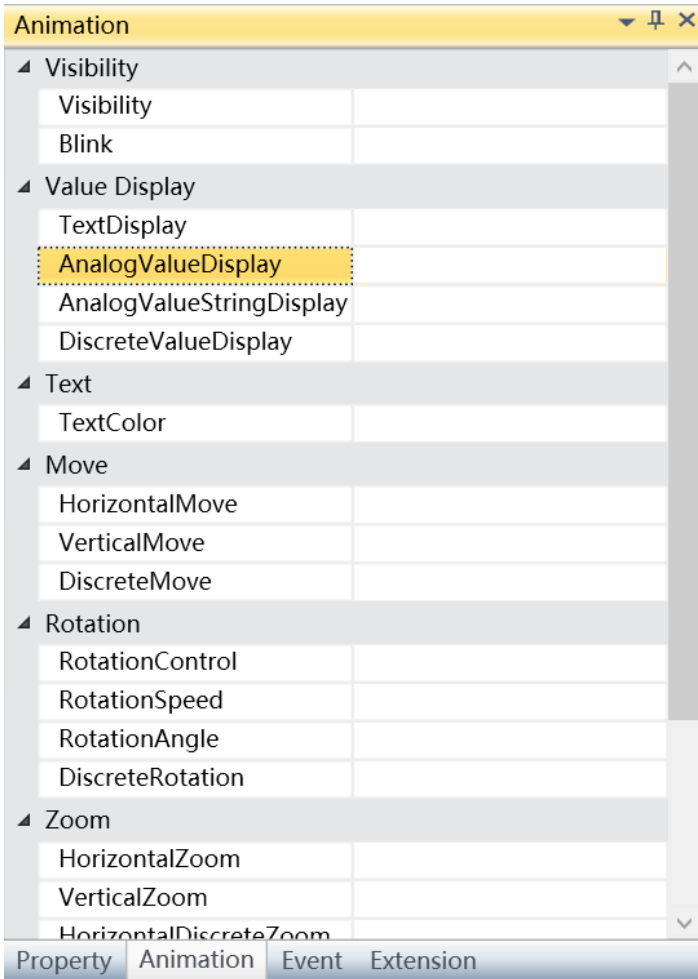 Animation
Visibility
Visibility
Blink
Value Display
TextDisplay
AnalogValueDisplay
AnalogValueStringDisplay
DiscreteValueDisplay
Text
TextColor
Move
HorizontalMove
VerticalMove
DiscreteMove
Rotation
RotationControl
RotationSpeed
RotationAngle
DiscreteRotation
Zoom
HorizontalZoom
VerticalZoom
HorizontalDiscreteZoom
Property Animation Event Extension